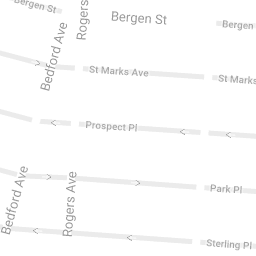 Bergen St
Rogers
Bergen St
Bergen
Bedford Ave
St Marks Ave
St Marks
Prospect Pl
Bedford Ave
Rogers Ave
Park Pl
Sterling Pl